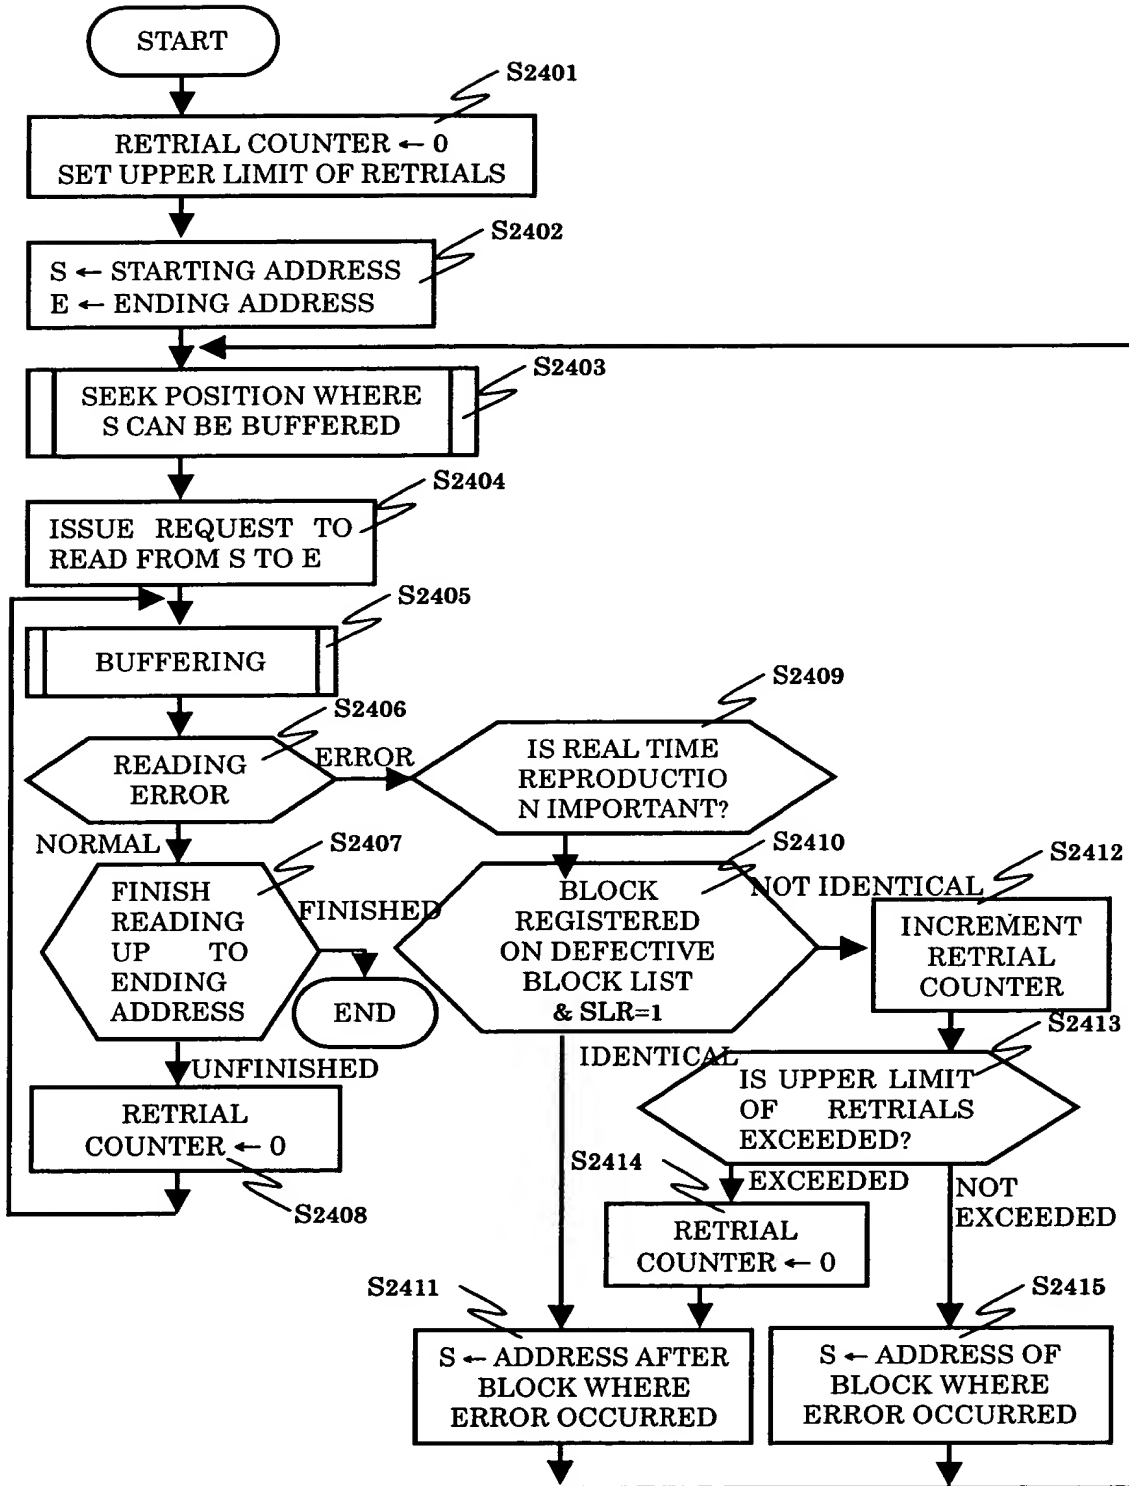 START
S2401
RETRIAL COUNTER ← 0
SET UPPER LIMIT OF RETRIALS
S2402
S ← STARTING ADDRESS
E ← ENDING ADDRESS
S2403
SEEK POSITION WHERE
S CAN BE BUFFERED
S2404
ISSUE REQUEST TO
READ FROM S TO E
S2405
BUFFERING
S2406
READING
ERROR
ERROR
S2409
IS REAL TIME
REPRODUCTIO
N IMPORTANT?
NORMAL
S2407
FINISH
READING
UP TO
ENDING
ADDRESS
FINISHED
END
S2410
BLOCK
REGISTERED
ON DEFECTIVE
BLOCK LIST
& SLR=1
NOT IDENTICAL
S2412
INCREMENT
RETRIAL
COUNTER
UNFINISHED
RETRIAL
COUNTER ← 0
S2408
IDENTICAL
S2413
IS UPPER LIMIT
OF RETRIALS
EXCEEDED?
S2414
EXCEEDED
NOT
EXCEEDED
RETRIAL
COUNTER ← 0
S2411
S ← ADDRESS AFTER
BLOCK WHERE
ERROR OCCURRED
S2415
S ← ADDRESS OF
BLOCK WHERE
ERROR OCCURRED